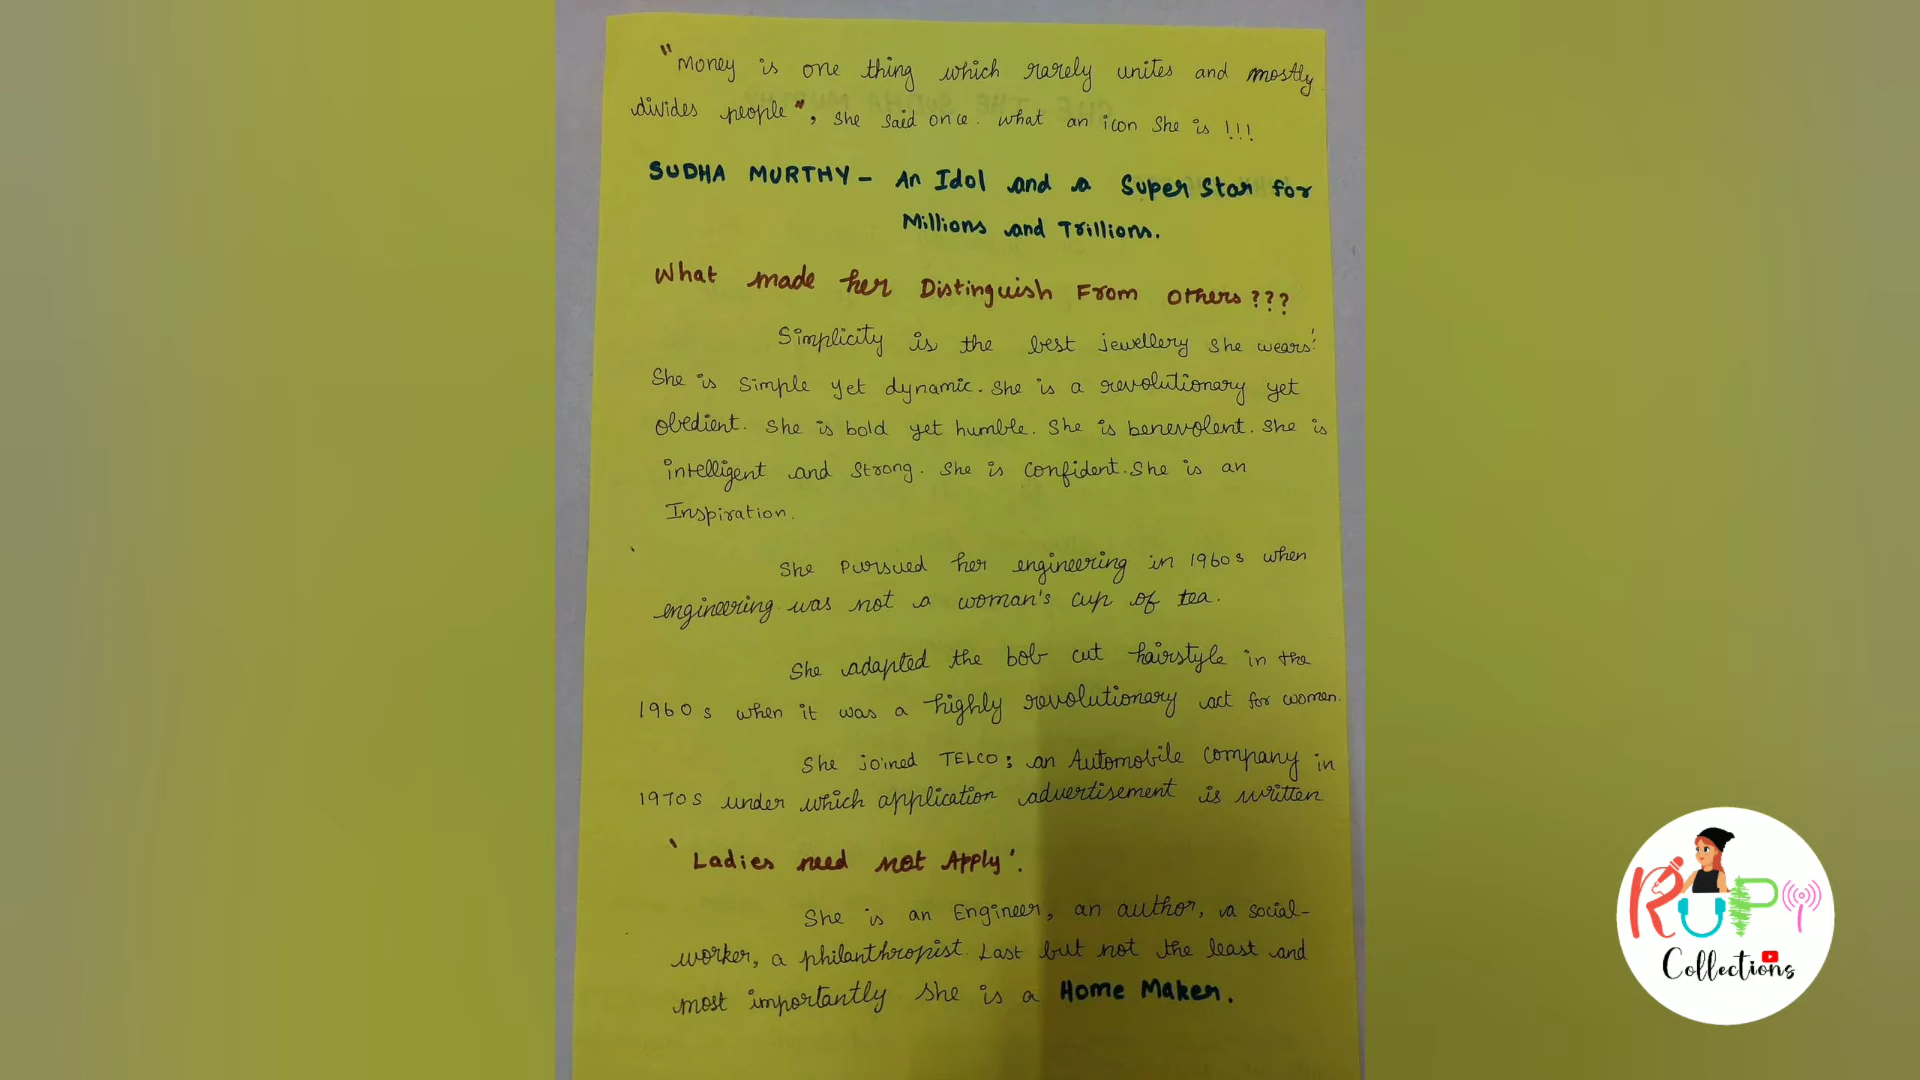 "Money is one thing which rarely unites and mostly
divides people", she said once. what an icon she is !!!
SUDHA MURTHY - An Idol and a Super Star for
Millions and Trillions.
What made her Distinguish From Others???
Simplicity is the best jewellery she wears!
She is simple yet dynamic. She is a revolutionary yet
obedient. She is bold yet humble. She is benevolent. She is
intelligent and strong. She is confident. She is an
Inspiration.
She pursued her engineering in 1960s when
engineering was not a woman's cup of tea.
She adapted the bob cut hairstyle in the
1960s when it was a highly revolutionary act for women.
She joined TELCO; an Automobile company in
1970s under which application advertisement is written
'Ladies need not Apply'.
She is an Engineer, an author, a social-
worker, a philanthropist. Last but not the least and
most importantly she is a Home Maker.
RUPY
Collections